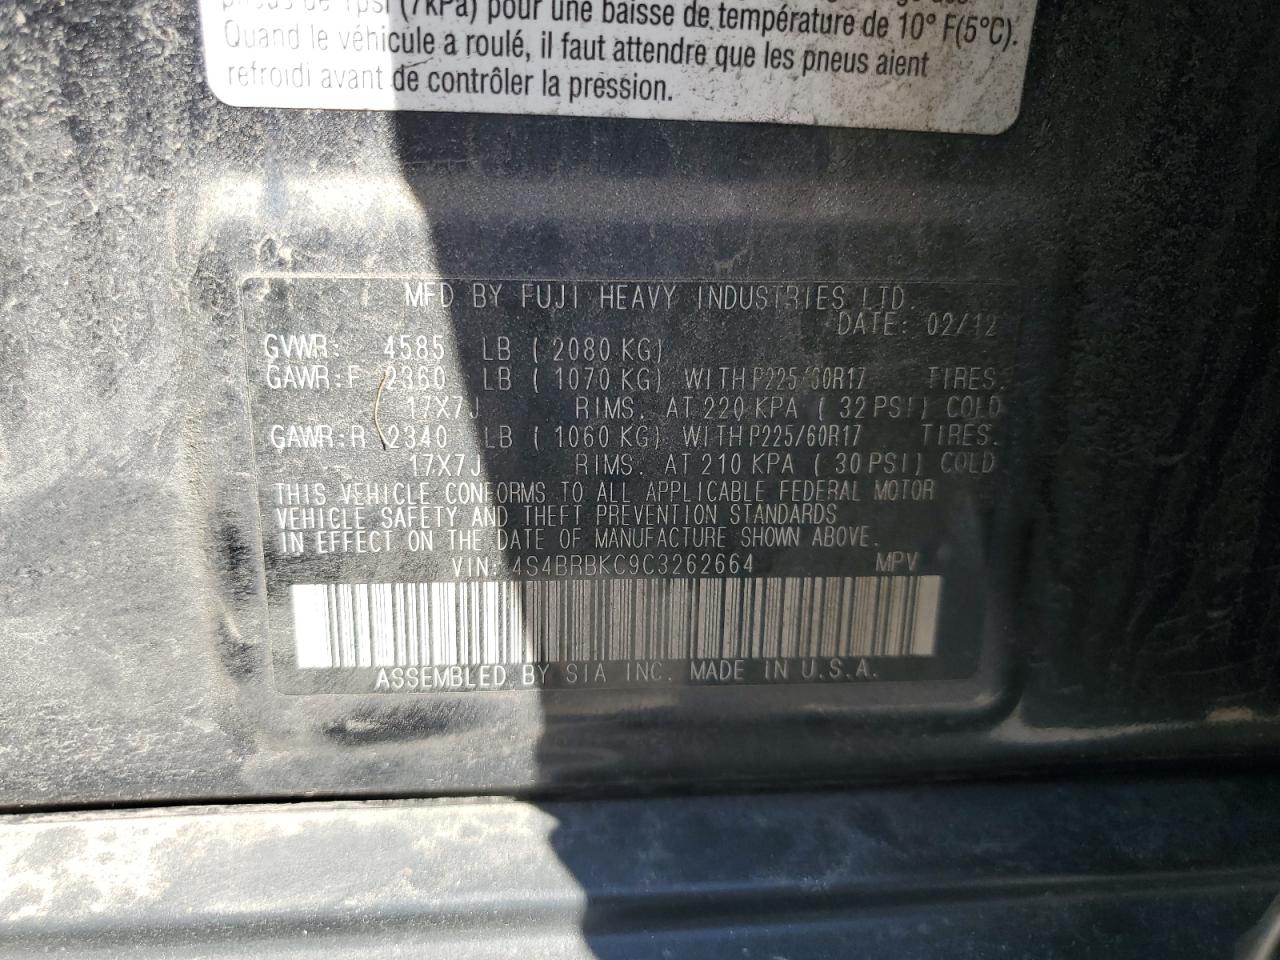 de 1psi (7kPa) pour une baisse de température de 10° F(5°C).
Quand le véhicule a roulé, il faut attendre que les pneus aient
refroidi avant de contrôler la pression.
MFD BY FUJI HEAVY INDUSTRIES LTD.
DATE: 02/12
GVWR: 4585 LB ( 2080 KG)
GAWR:F 2360 LB ( 1070 KG) WITH P225/60R17 TIRES.
17X7J RIMS. AT 220 KPA ( 32 PSI) COLD
GAWR:R 2340 LB ( 1060 KG) WITH P225/60R17 TIRES.
17X7J RIMS. AT 210 KPA ( 30 PSI) COLD
THIS VEHICLE CONFORMS TO ALL APPLICABLE FEDERAL MOTOR
VEHICLE SAFETY AND THEFT PREVENTION STANDARDS
IN EFFECT ON THE DATE OF MANUFACTURE SHOWN ABOVE.
VIN: 4S4BRBKC9C3262664 MPV
ASSEMBLED BY SIA INC. MADE IN U.S.A.